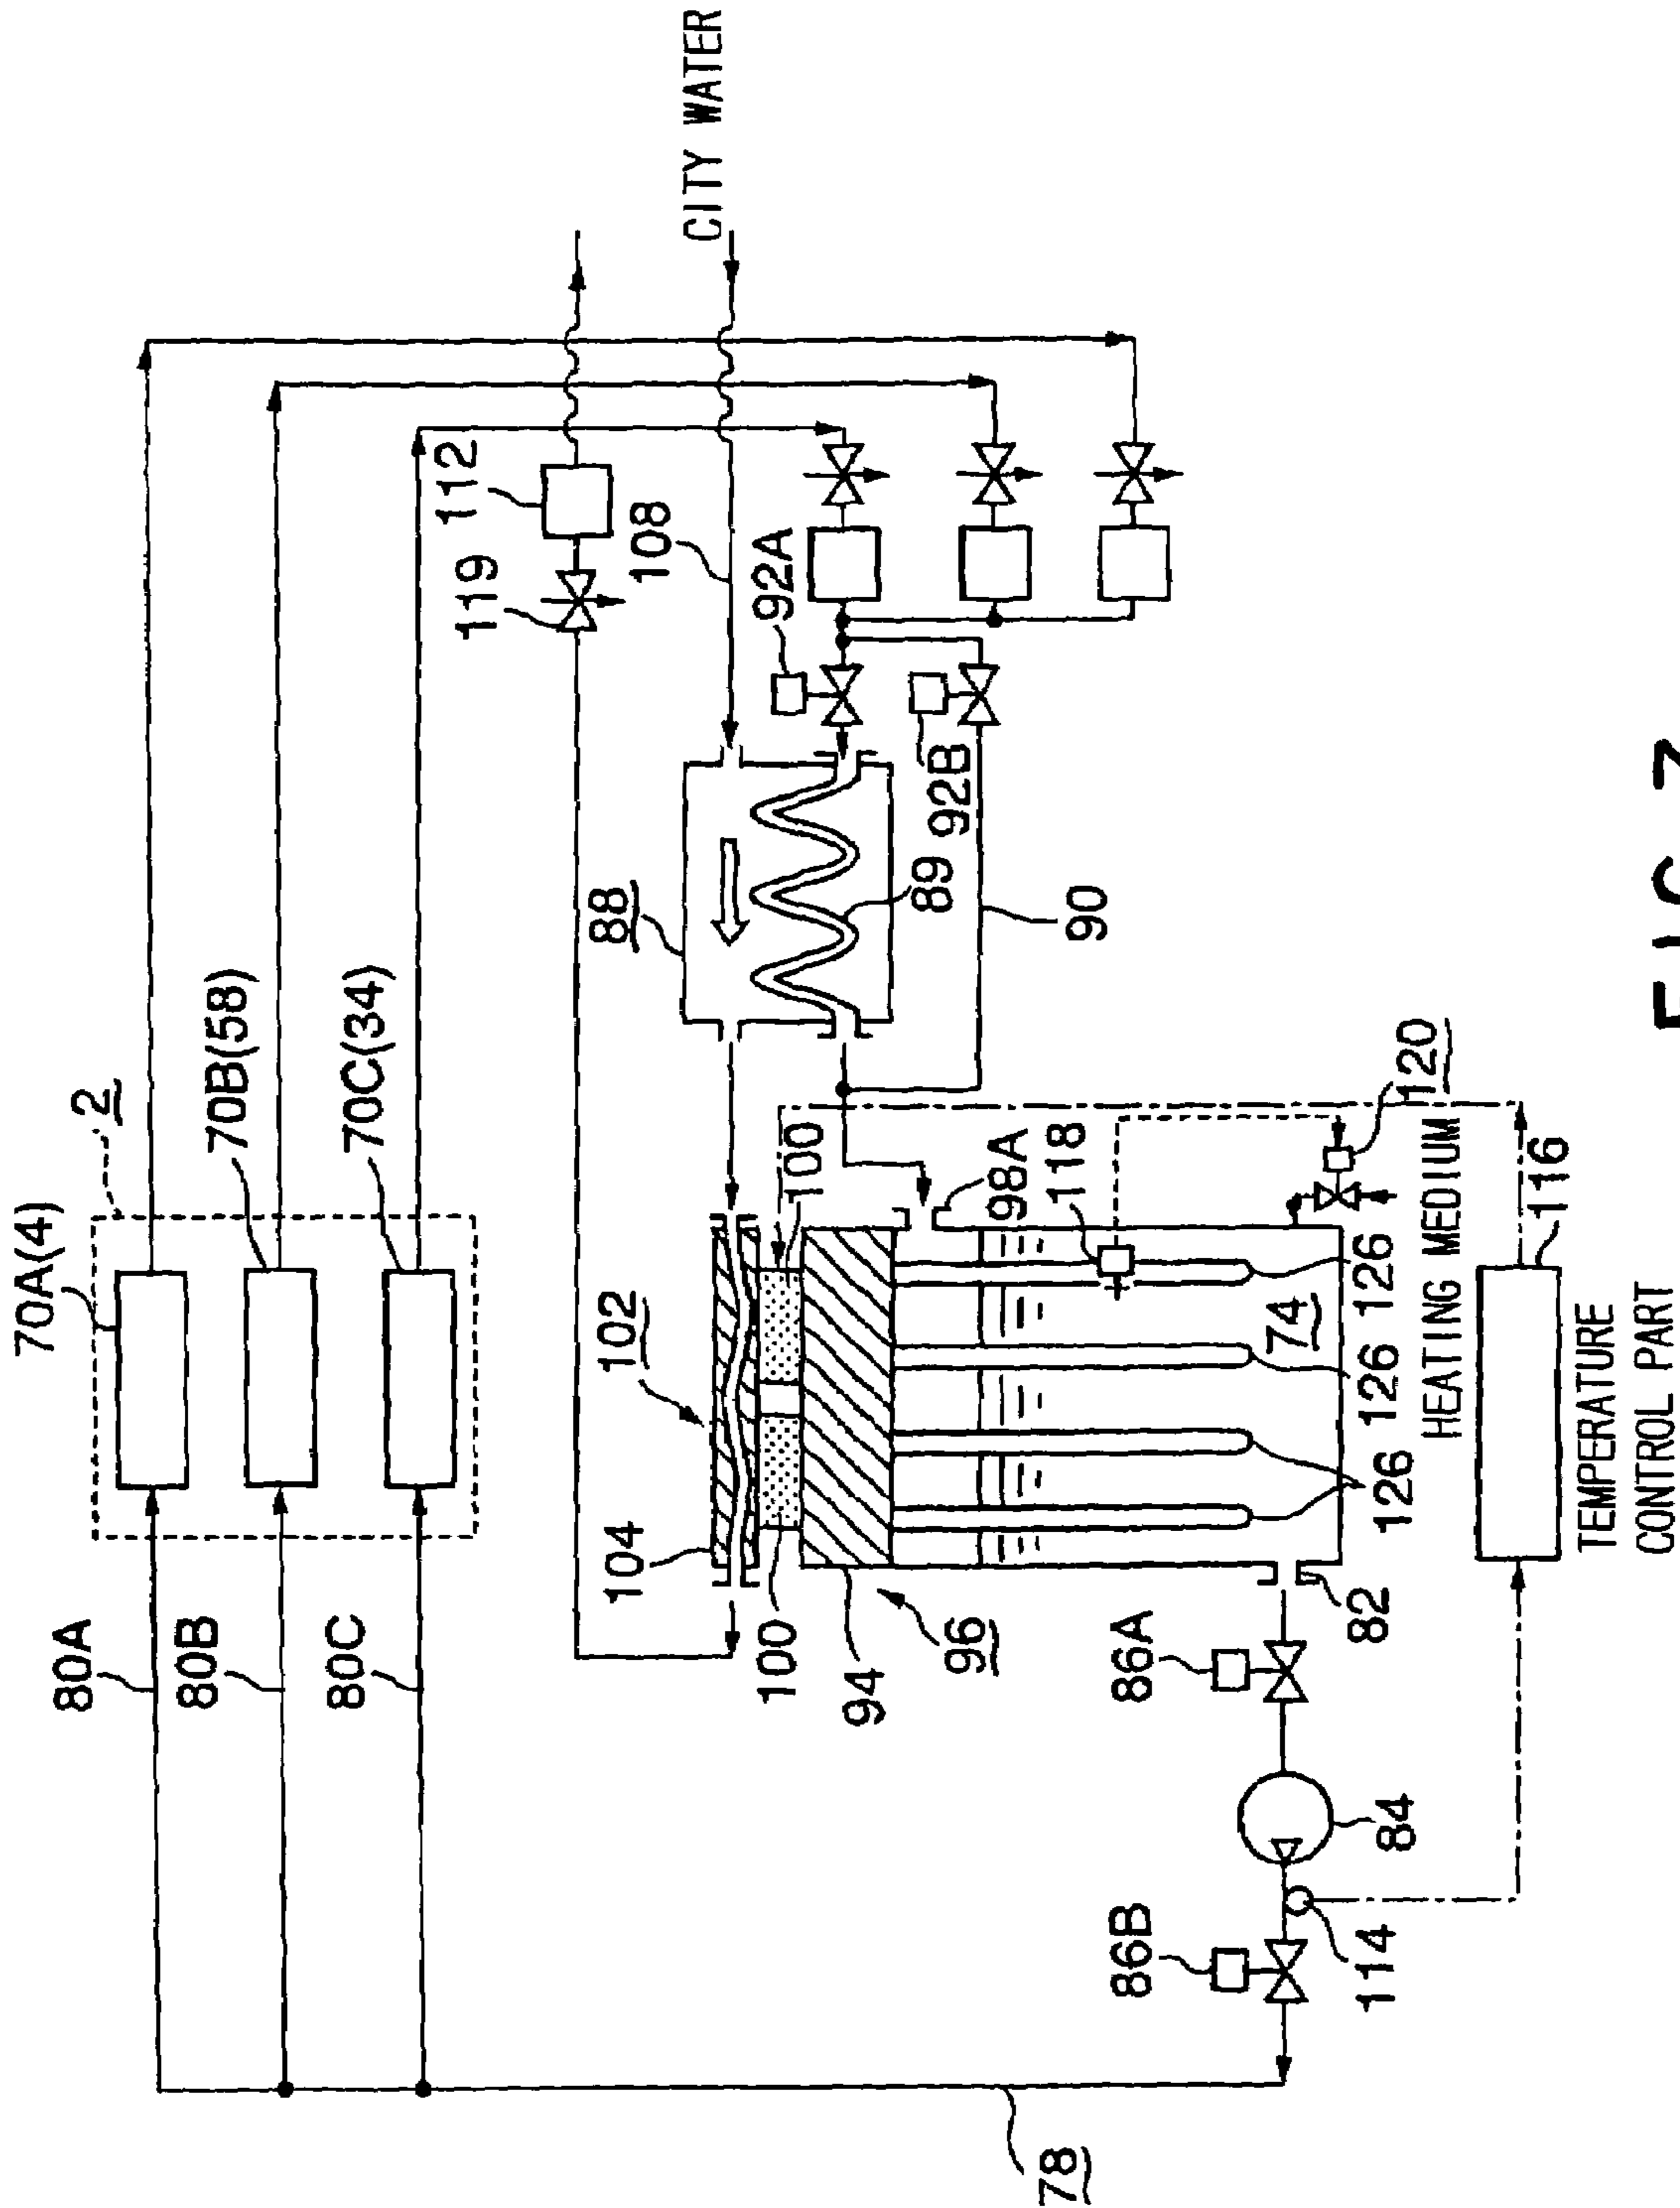 70A(4)
2
70B(58)
70C(34)
80A
80B
80C
112
119
108
CITY WATER
92A
92B
88
89
90
102
104
100
100
94
96
98A
118
120
74
126
126
126
HEATING MEDIUM
116
TEMPERATURE
CONTROL PART
82
86A
84
86B
114
78